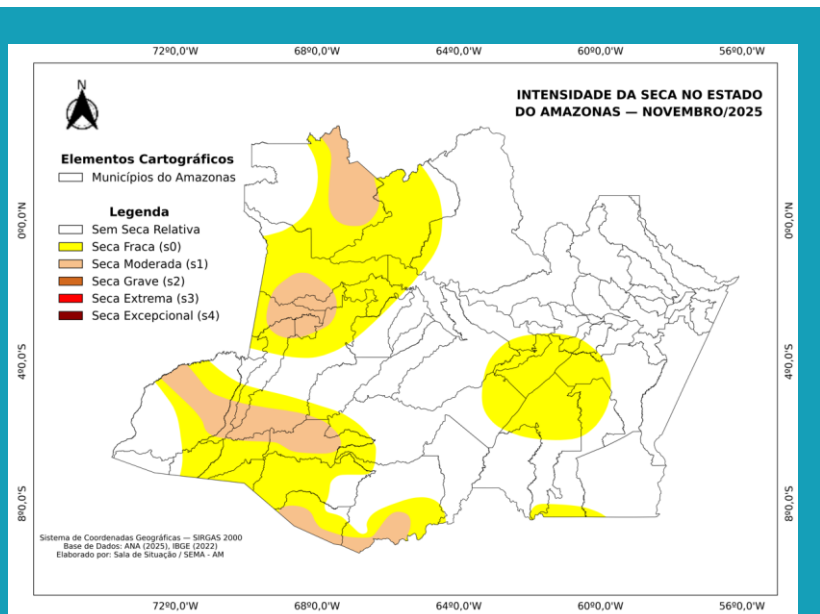 72º0,0'W 68º0,0'W 64º0,0'W 60º0,0'W 56º0,0'W
N
INTENSIDADE DA SECA NO ESTADO
DO AMAZONAS — NOVEMBRO/2025
Elementos Cartográficos
Municípios do Amazonas
Legenda
Sem Seca Relativa
Seca Fraca (s0)
Seca Moderada (s1)
Seca Grave (s2)
Seca Extrema (s3)
Seca Excepcional (s4)
0º0,0'N 0º0,0'N
4º0,0'S 4º0,0'S
8º0,0'S 8º0,0'S
Sistema de Coordenadas Geográficas — SIRGAS 2000
Base de Dados: ANA (2025), IBGE (2022)
Elaborado por: Sala de Situação / SEMA - AM
72º0,0'W 68º0,0'W 64º0,0'W 60º0,0'W 56º0,0'W